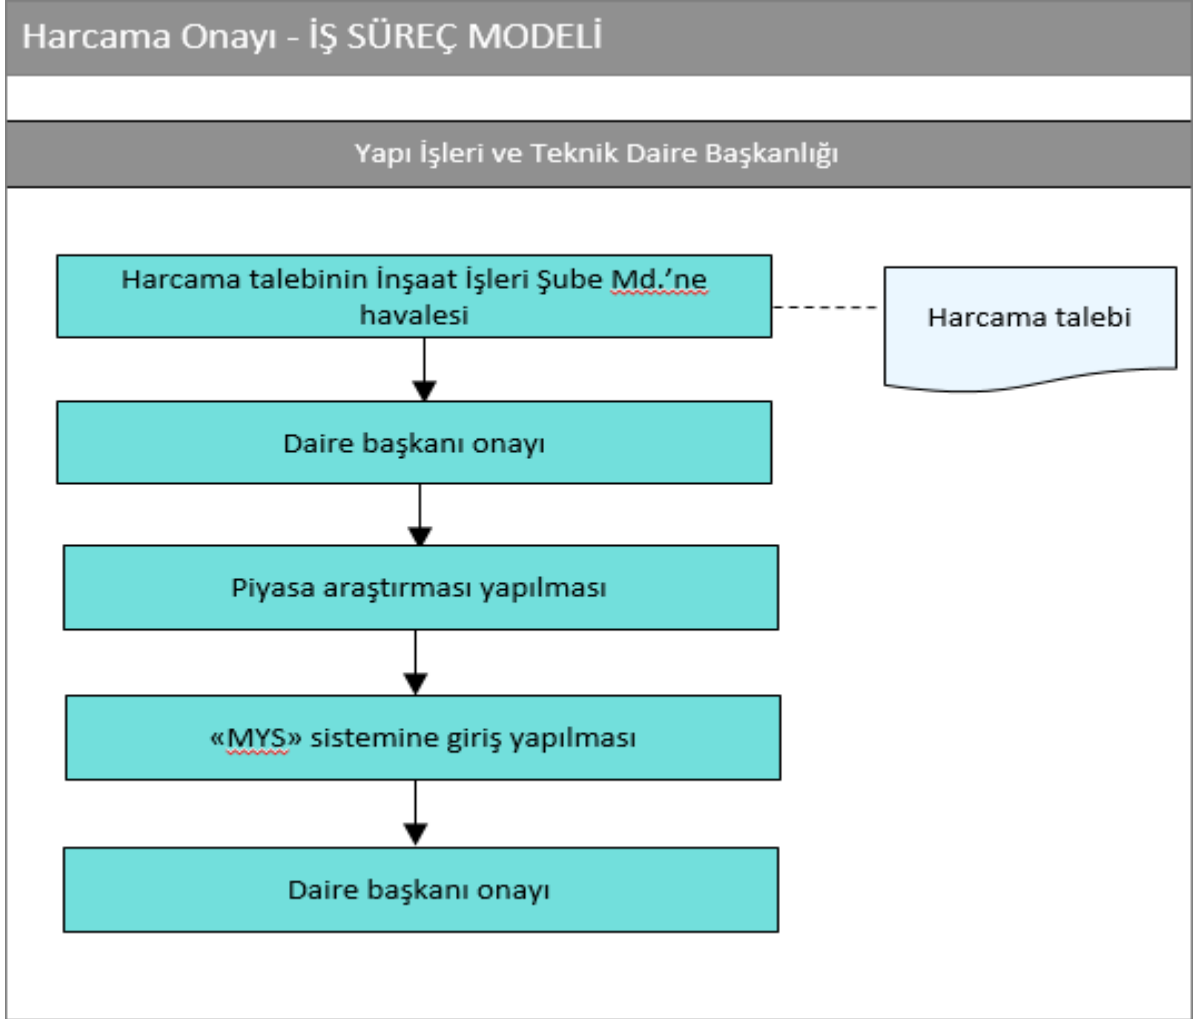 Harcama Onayı - İŞ SÜREÇ MODELİ
Yapı İşleri ve Teknik Daire Başkanlığı
Harcama talebinin İnşaat İşleri Şube Md.’ne
havalesi
Harcama talebi
Daire başkanı onayı
Piyasa araştırması yapılması
«MYS» sistemine giriş yapılması
Daire başkanı onayı